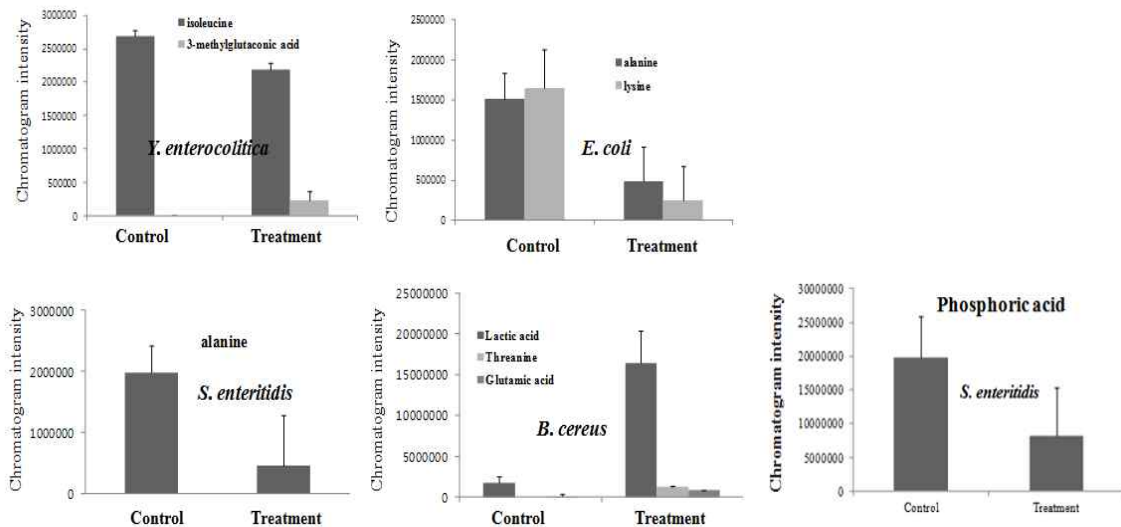 Chromatogram intensity
3000000
2500000
2000000
1500000
1000000
500000
0
isoleucine
3-methylglutaconic acid
Y. enterocolitica
Control
Treatment
Chromatogram intensity
2500000
2000000
1500000
1000000
500000
0
alanine
lysine
E. coli
Control
Treatment
Chromatogram intensity
3000000
2000000
1000000
0
alanine
S. enteritidis
Control
Treatment
Chromatogram intensity
25000000
20000000
15000000
10000000
5000000
0
Lactic acid
Threanine
Glutamic acid
B. cereus
Control
Treatment
Chromatogram intensity
30000000
25000000
20000000
15000000
10000000
5000000
0
Phosphoric acid
S. enteritidis
Control
Treatment